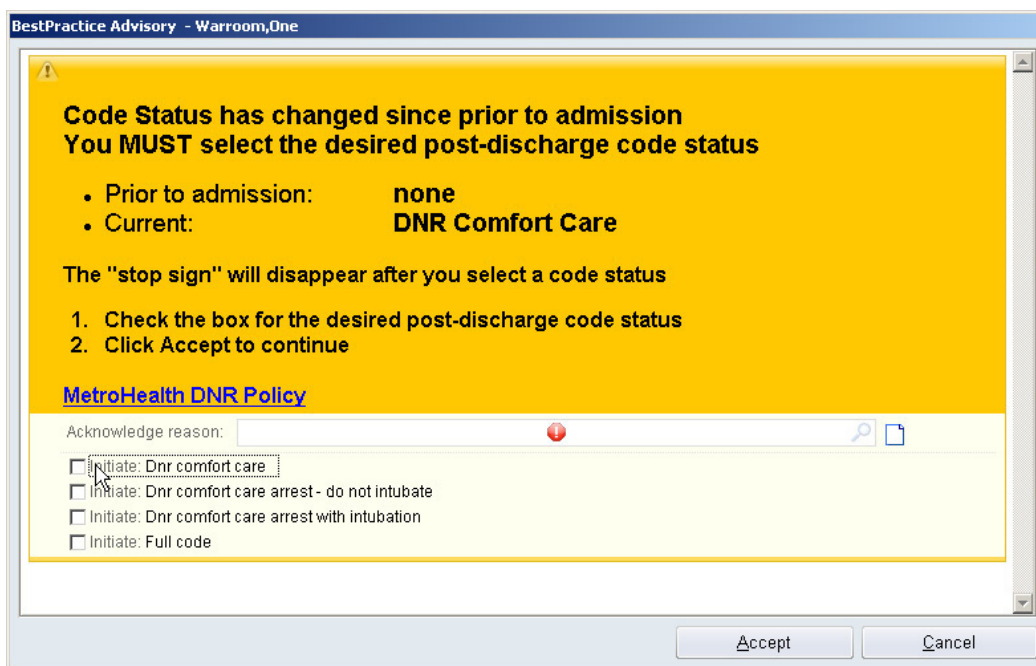 BestPractice Advisory - Warroom,One
Code Status has changed since prior to admission
You MUST select the desired post-discharge code status
• Prior to admission: none
• Current: DNR Comfort Care
The "stop sign" will disappear after you select a code status
1. Check the box for the desired post-discharge code status
2. Click Accept to continue
MetroHealth DNR Policy
Acknowledge reason:
Initiate: Dnr comfort care
Initiate: Dnr comfort care arrest - do not intubate
Initiate: Dnr comfort care arrest with intubation
Initiate: Full code
Accept Cancel